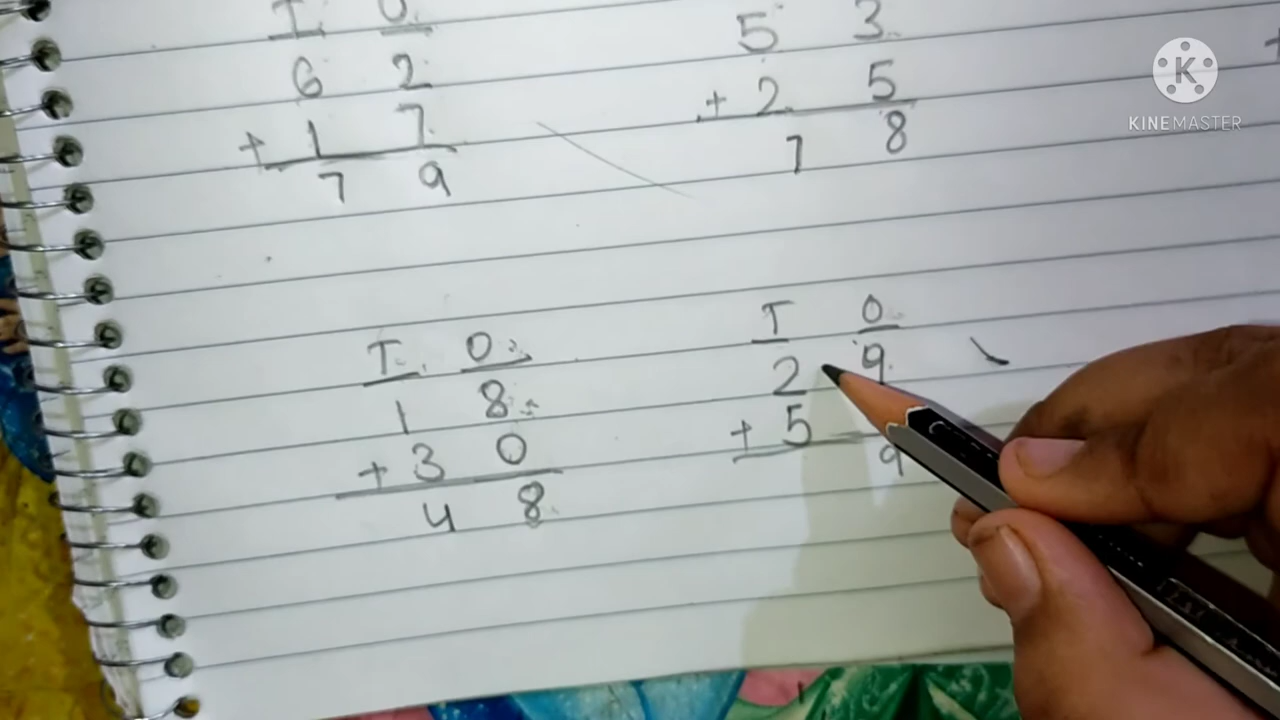 T. O.
6 2
+ 1 7
7 9
5 3
+ 2 5
7 8
T. O.
1 8
+ 3 0
4 8
T O
2 9
+ 5
9
K
KINEMASTER